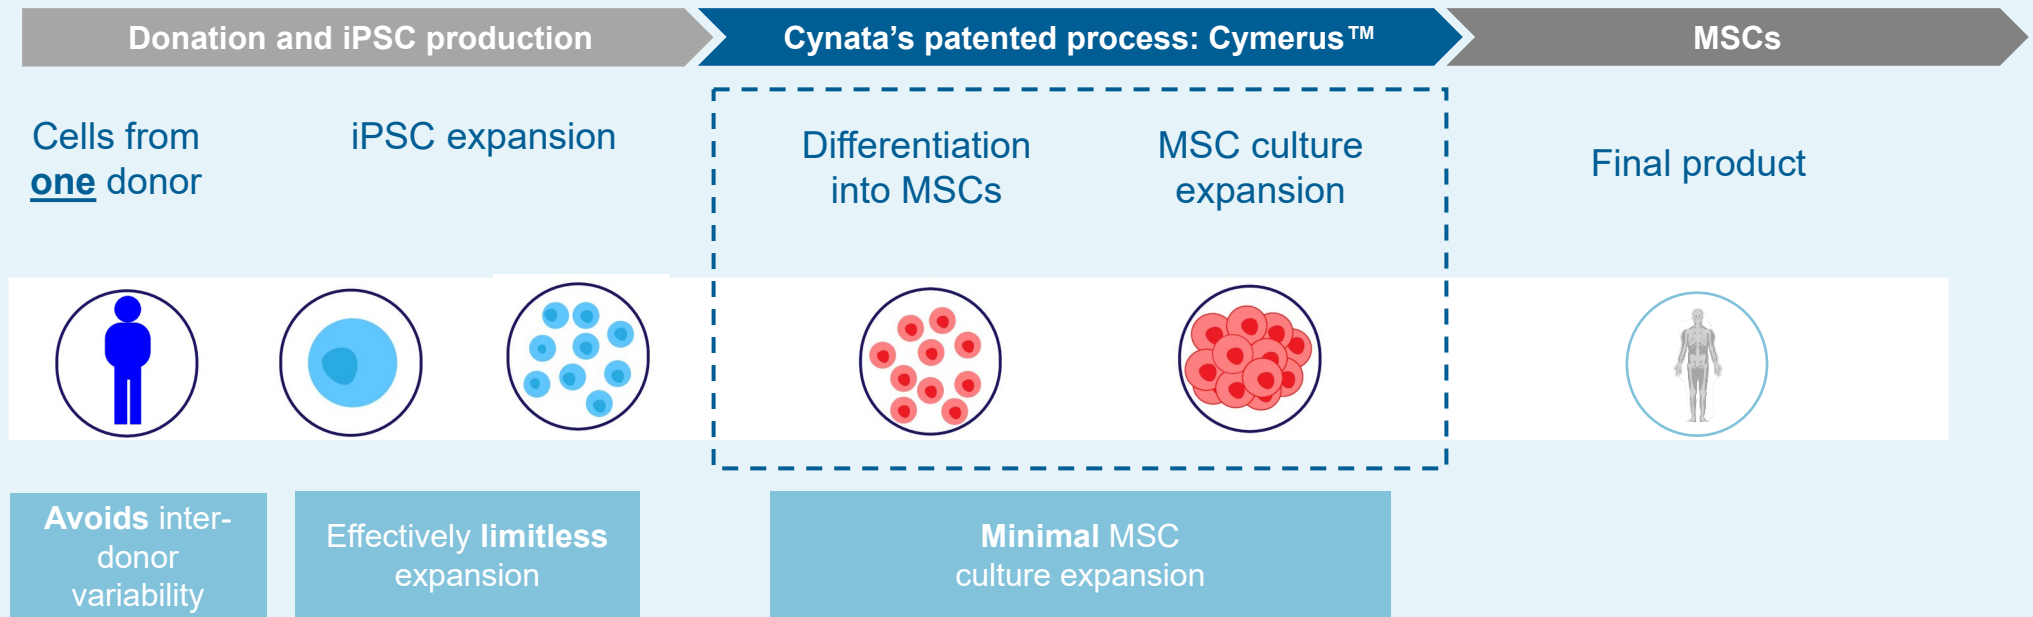 Donation and iPSC production
Cynata’s patented process: Cymerus™
MSCs
Cells from
one donor
iPSC expansion
Differentiation
into MSCs
MSC culture
expansion
Final product
Avoids inter-
donor
variability
Effectively limitless
expansion
Minimal MSC
culture expansion